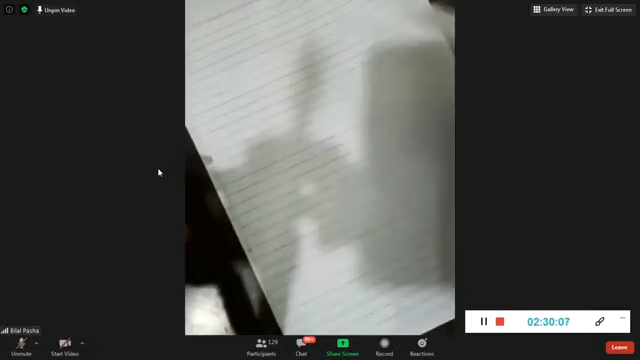 Unpin Video
Gallery View
Exit Full Screen
02:30:07
Bilal Pasha
Unmute
Start Video
129
Participants
99+
Chat
Share Screen
Record
Reactions
Leave